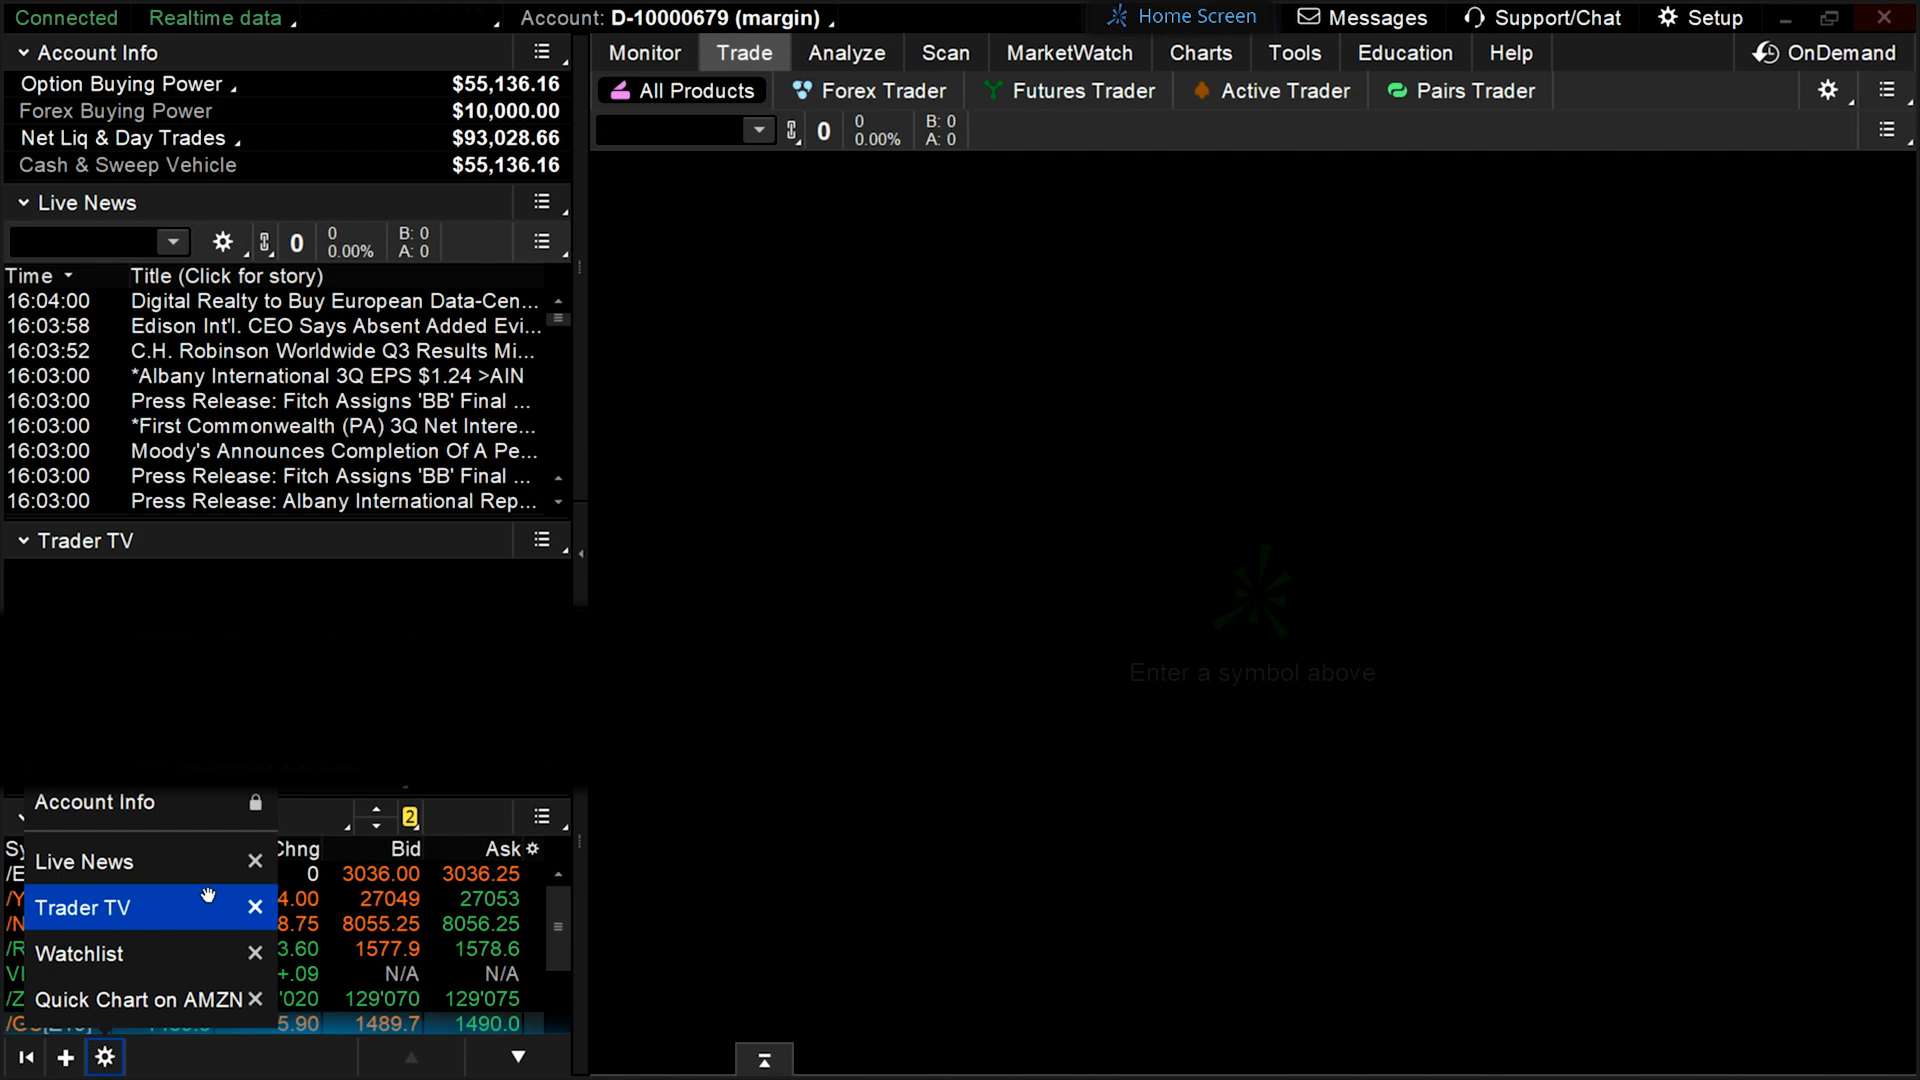 Connected Realtime data Account: D-10000679 (margin) Home Screen Messages Support/Chat Setup
Account Info
Monitor Trade Analyze Scan MarketWatch Charts Tools Education Help OnDemand
Option Buying Power $55,136.16
All Products Forex Trader Futures Trader Active Trader Pairs Trader
Forex Buying Power $10,000.00
Net Liq & Day Trades $93,028.66
0 0 0.00% B: 0 A: 0
Cash & Sweep Vehicle $55,136.16
Live News
0 0 0.00% B: 0 A: 0
Time Title (Click for story)
16:04:00 Digital Realty to Buy European Data-Cen...
16:03:58 Edison Int'l. CEO Says Absent Added Evi...
16:03:52 C.H. Robinson Worldwide Q3 Results Mi...
16:03:00 *Albany International 3Q EPS $1.24 >AIN
16:03:00 Press Release: Fitch Assigns 'BB' Final ...
16:03:00 *First Commonwealth (PA) 3Q Net Intere...
16:03:00 Moody's Announces Completion Of A Pe...
16:03:00 Press Release: Fitch Assigns 'BB' Final ...
16:03:00 Press Release: Albany International Rep...
Trader TV
Enter a symbol above
Account Info
2
Chng Bid Ask
Live News
0 3036.00 3036.25
4.00 27049 27053
Trader TV
8.75 8055.25 8056.25
Watchlist
3.60 1577.9 1578.6
+.09 N/A N/A
Quick Chart on AMZN
'020 129'070 129'075
5.90 1489.7 1490.0